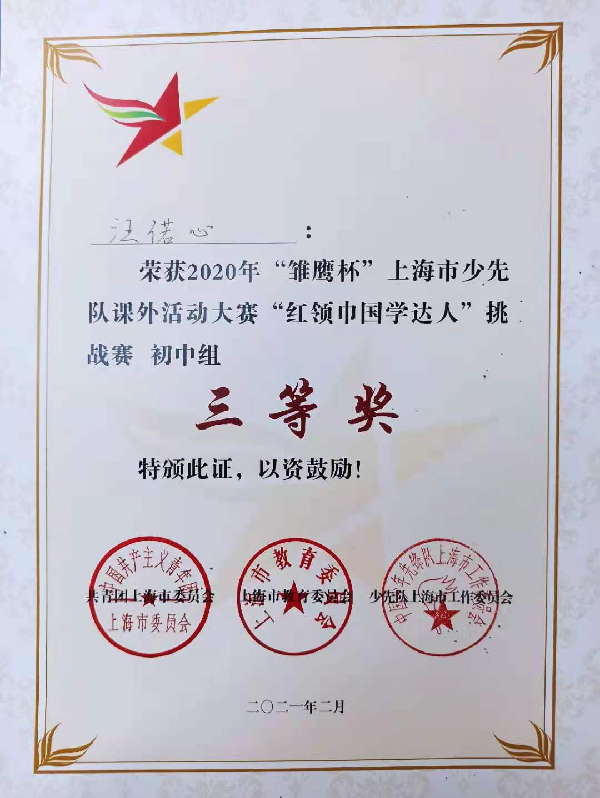 汪偌心：
荣获2020年“雏鹰杯”上海市少先
队课外活动大赛“红领巾国学达人”挑
战赛 初中组
三等奖
特颁此证，以资鼓励！
中国共产主义青年团
上海市委员会
上海市教育委员会
中国少年先锋队上海市工作委员会
共青团上海市委员会 上海市教育委员会 少先队上海市工作委员会
二〇二一年二月